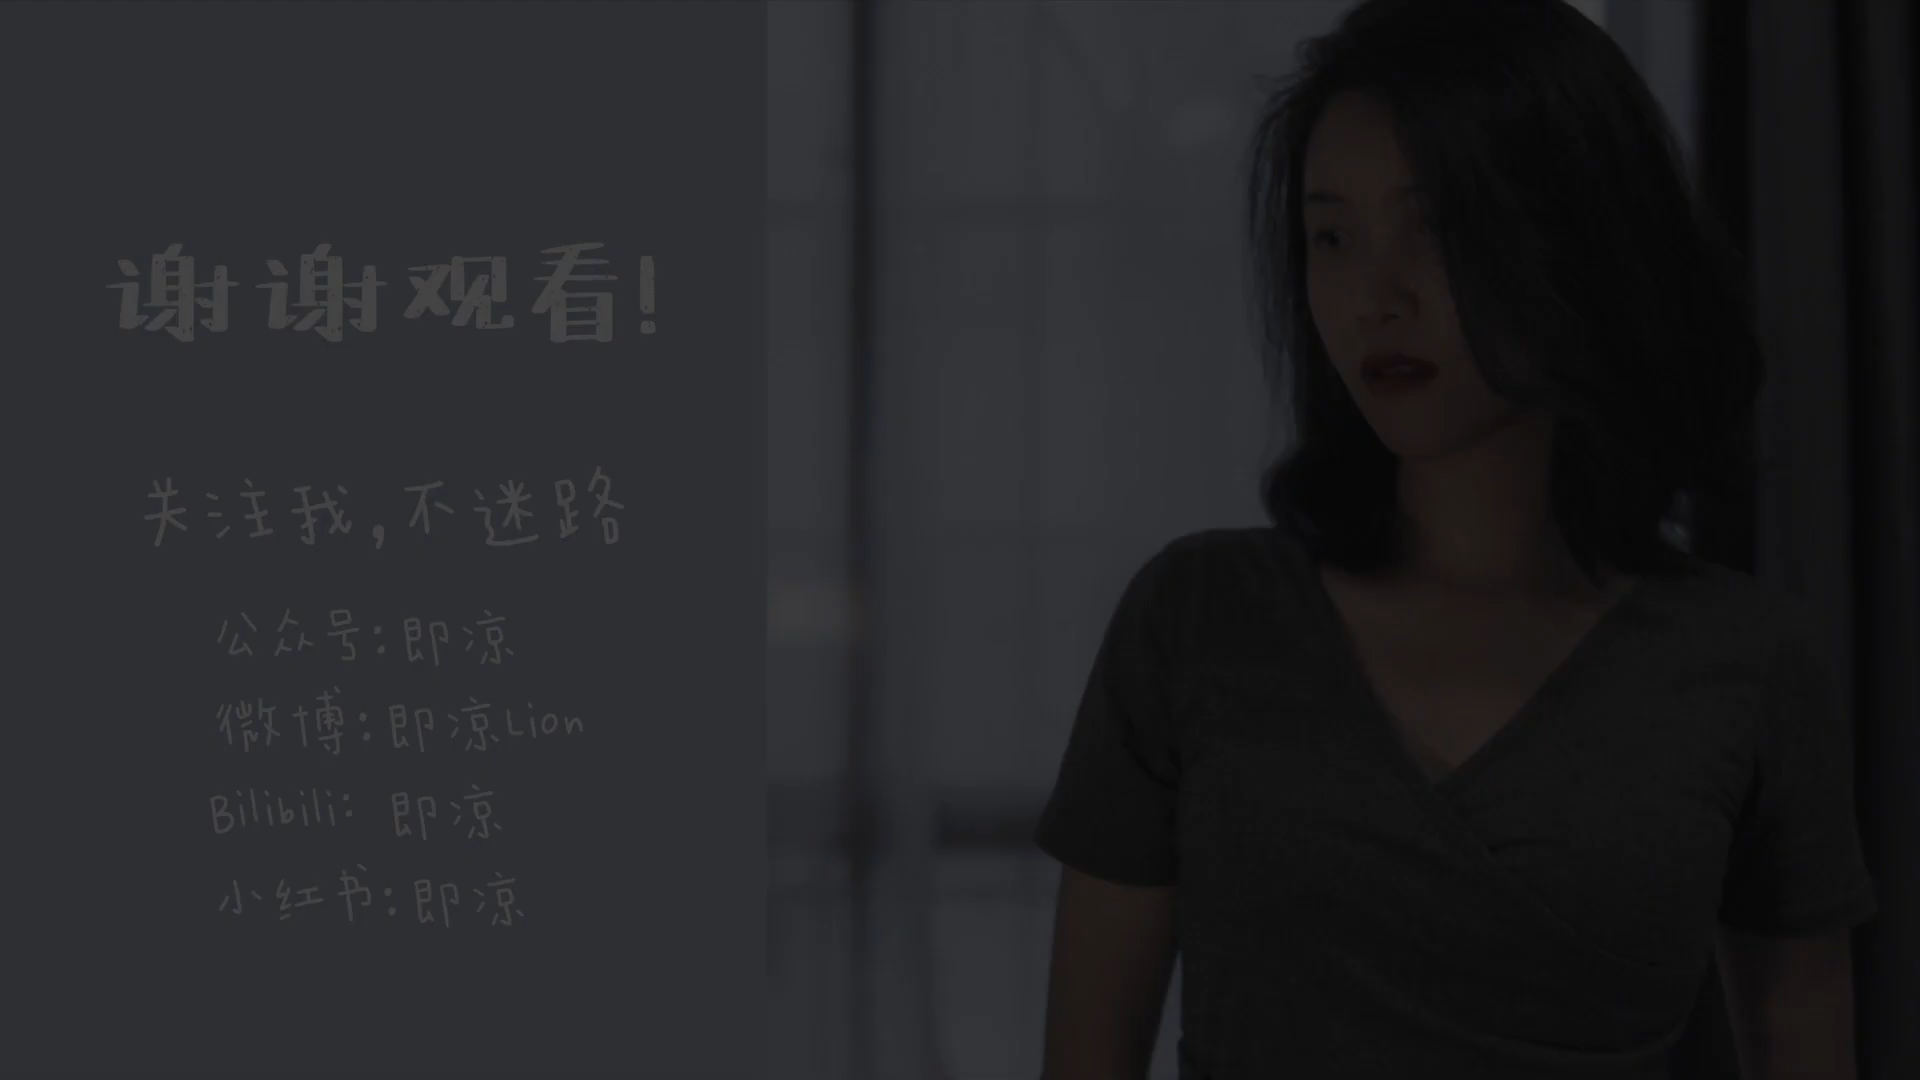 谢谢观看!
关注我,不迷路
公众号:即凉
微博:即凉Lion
Bilibili: 即凉
小红书:即凉